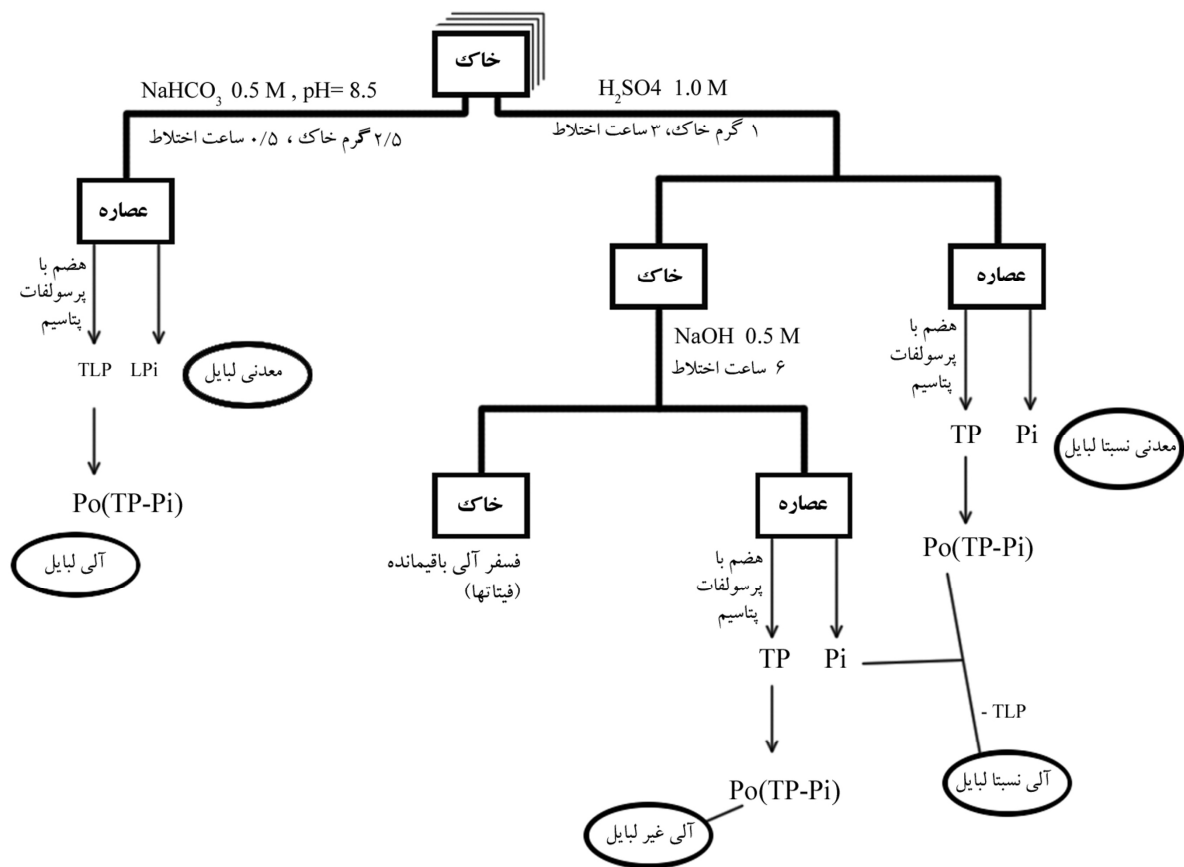 خاک
NaHCO3 0.5 M , pH= 8.5
۲/۵ گرم خاک ، ۰/۵ ساعت اختلاط
H2SO4 1.0 M
۱ گرم خاک، ۳ ساعت اختلاط
عصاره
هضم با
پرسولفات
پتاسیم
TLP LPi
معدنی لبایل
Po(TP-Pi)
آلی لبایل
خاک
عصاره
NaOH 0.5 M
۶ ساعت اختلاط
هضم با
پرسولفات
پتاسیم
TP Pi
معدنی نسبتا لبایل
Po(TP-Pi)
خاک
فسفر آلی باقیمانده
(فیتاتها)
عصاره
هضم با
پرسولفات
پتاسیم
TP Pi
- TLP
آلی نسبتا لبایل
Po(TP-Pi)
آلی غیر لبایل